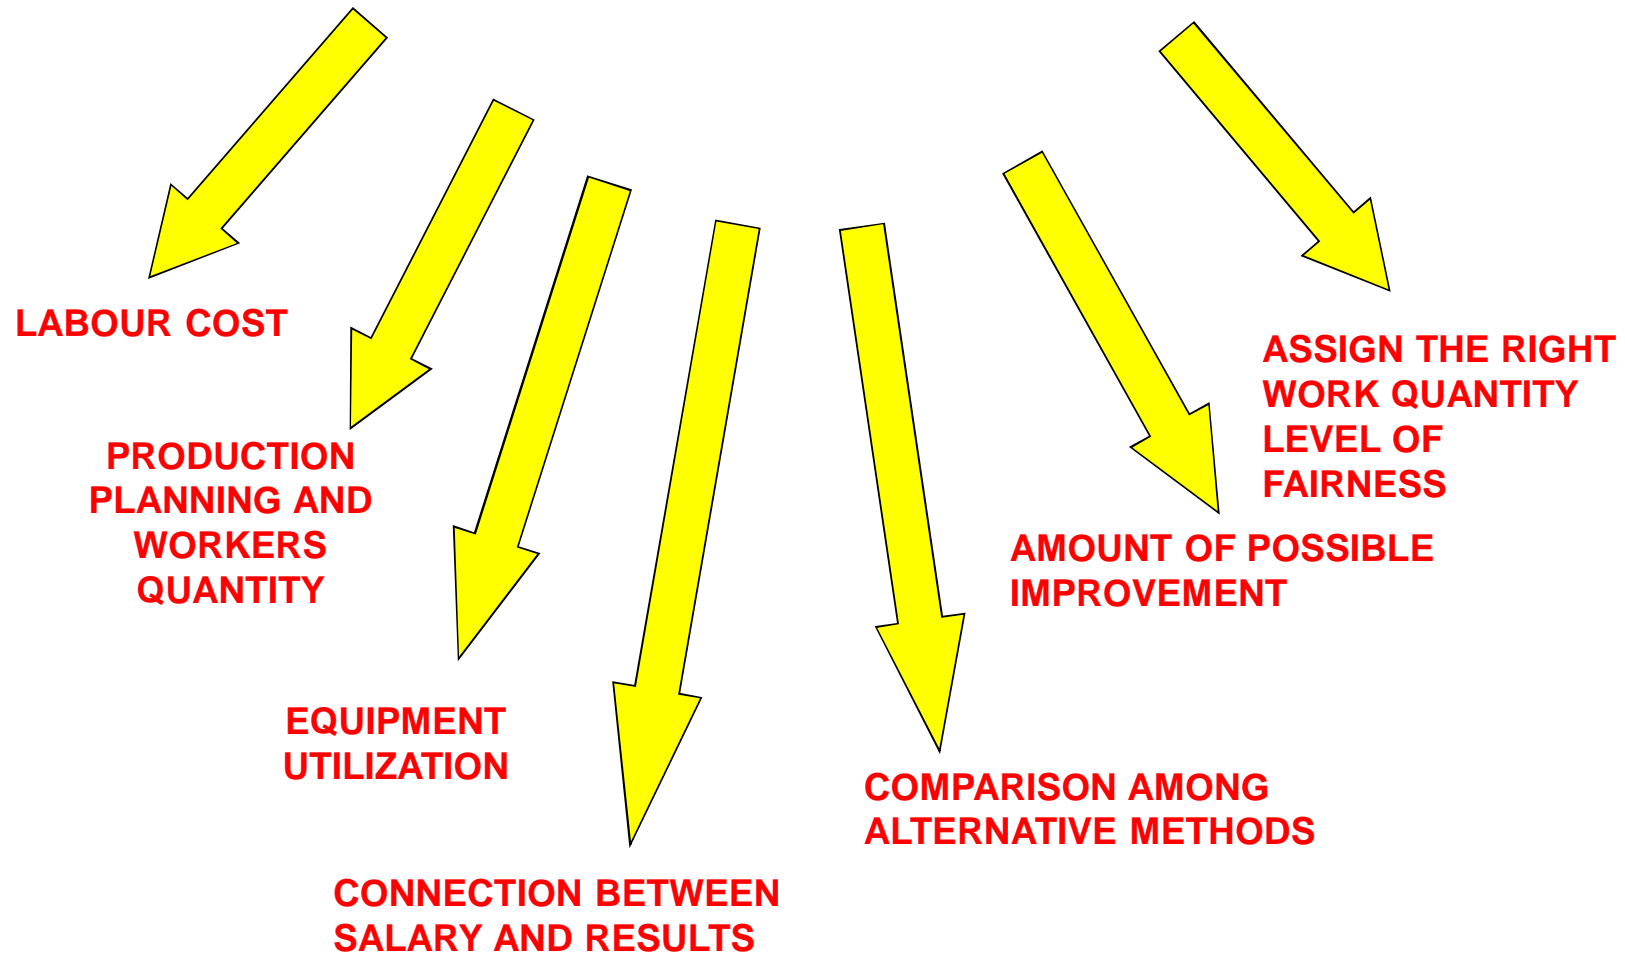 LABOUR COST
PRODUCTION
PLANNING AND
WORKERS
QUANTITY
EQUIPMENT
UTILIZATION
CONNECTION BETWEEN
SALARY AND RESULTS
COMPARISON AMONG
ALTERNATIVE METHODS
AMOUNT OF POSSIBLE
IMPROVEMENT
ASSIGN THE RIGHT
WORK QUANTITY
LEVEL OF
FAIRNESS